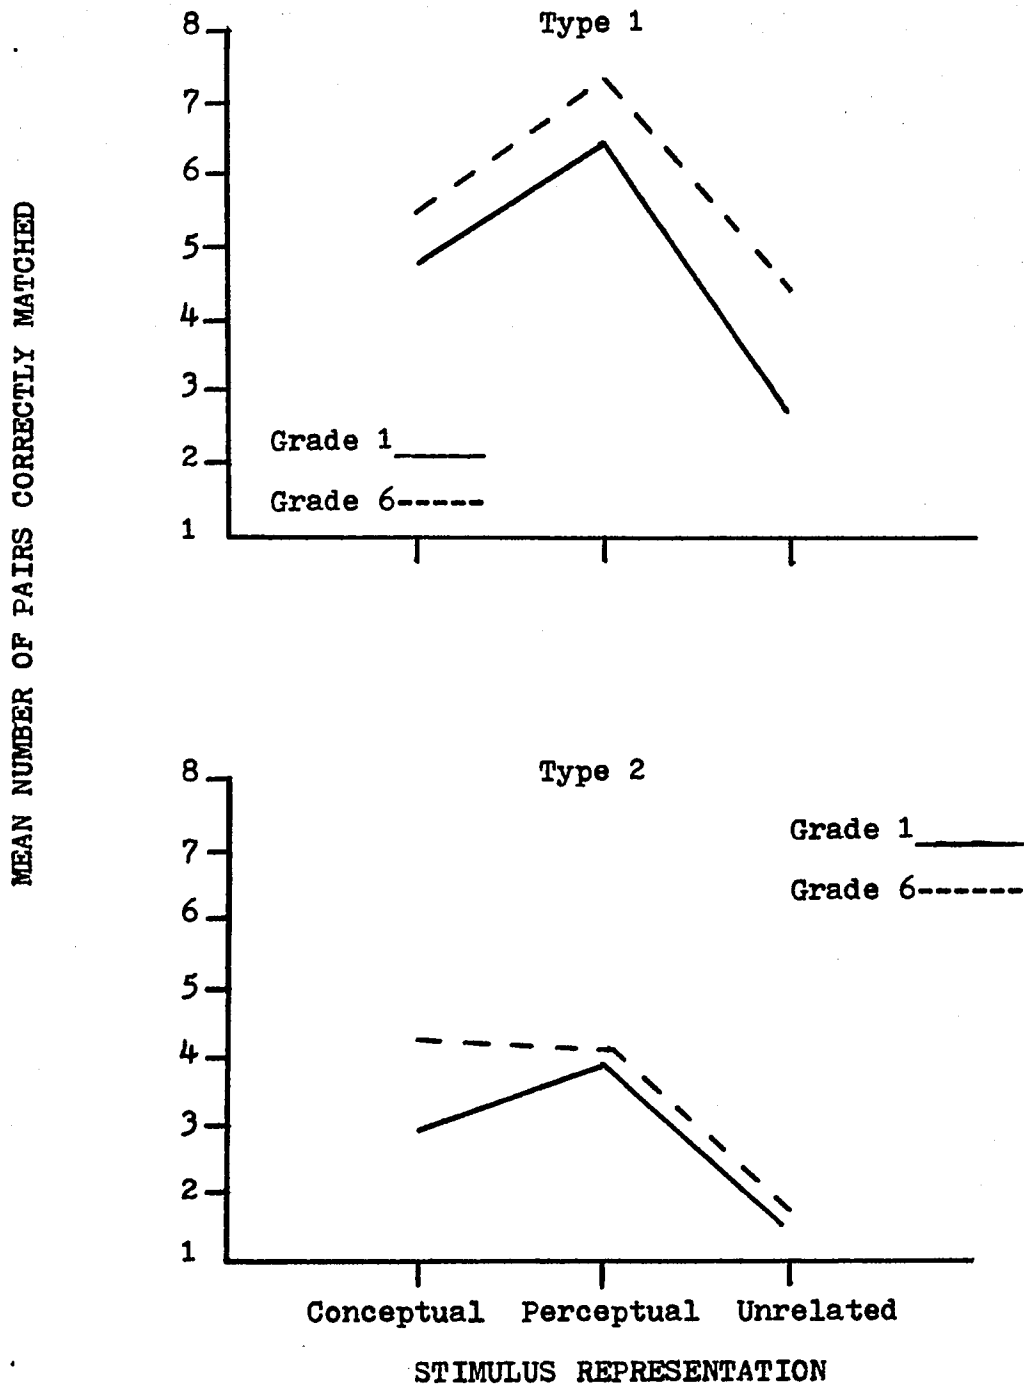 MEAN NUMBER OF PAIRS CORRECTLY MATCHED
Type 1
8
7
6
5
4
3
2
1
Grade 1
Grade 6
Type 2
8
7
6
5
4
3
2
1
Grade 1
Grade 6
Conceptual Perceptual Unrelated
STIMULUS REPRESENTATION